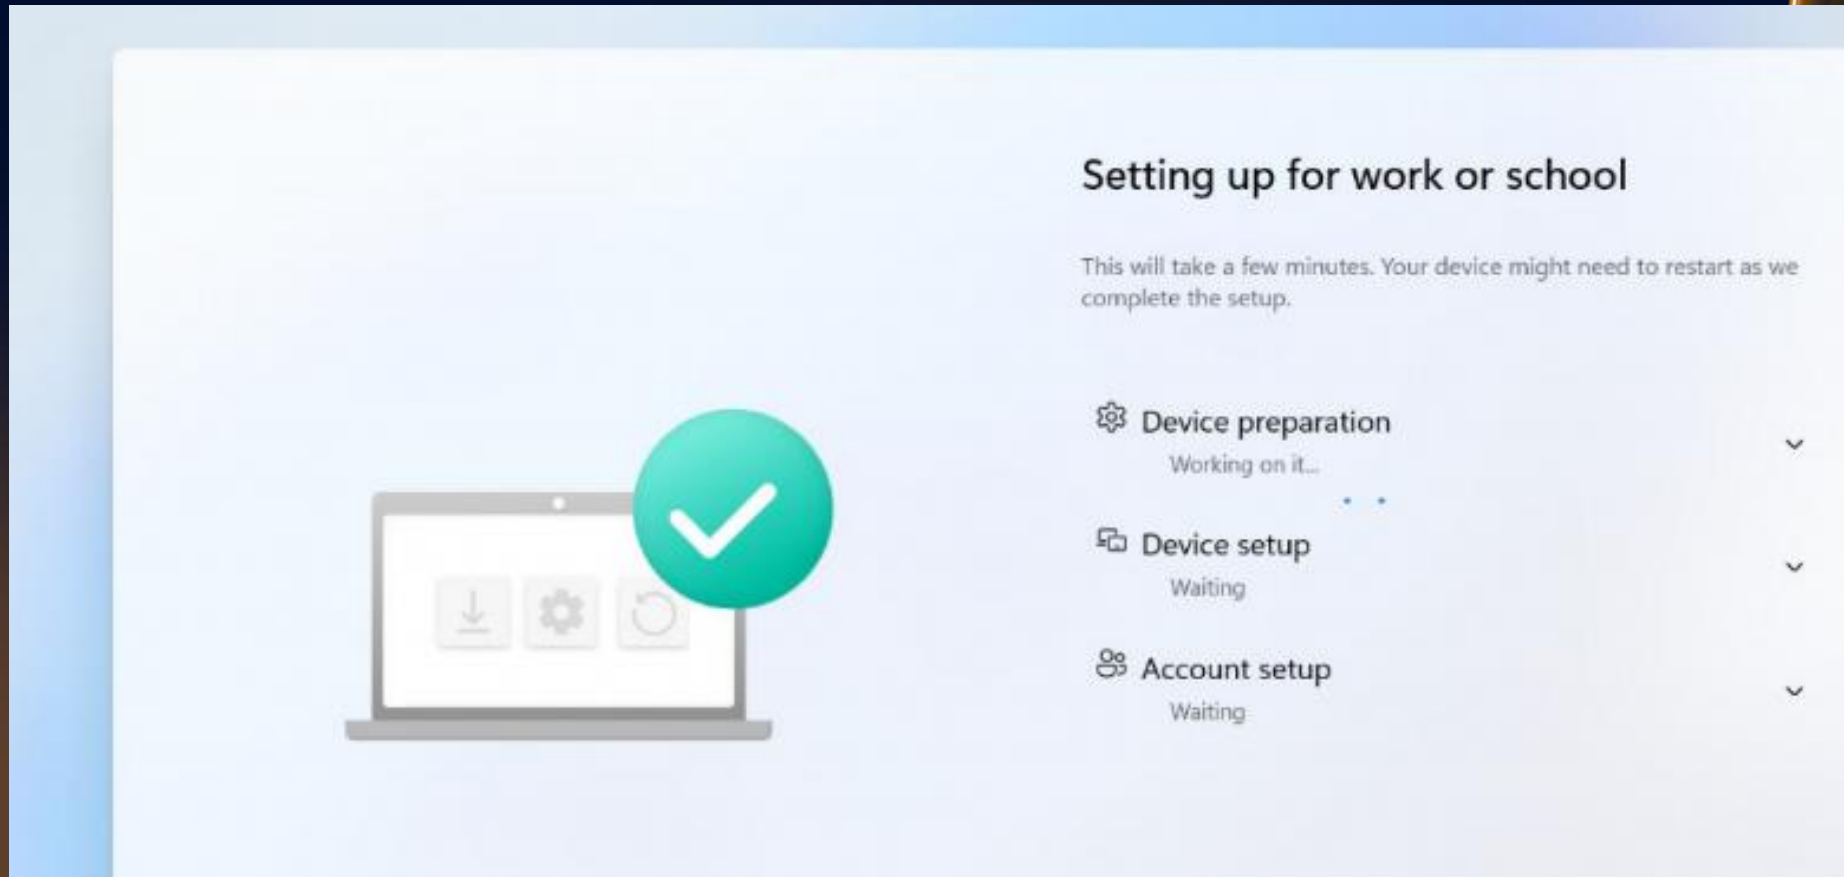 Setting up for work or school
This will take a few minutes. Your device might need to restart as we
complete the setup.
Device preparation
Working on it...
Device setup
Waiting
Account setup
Waiting